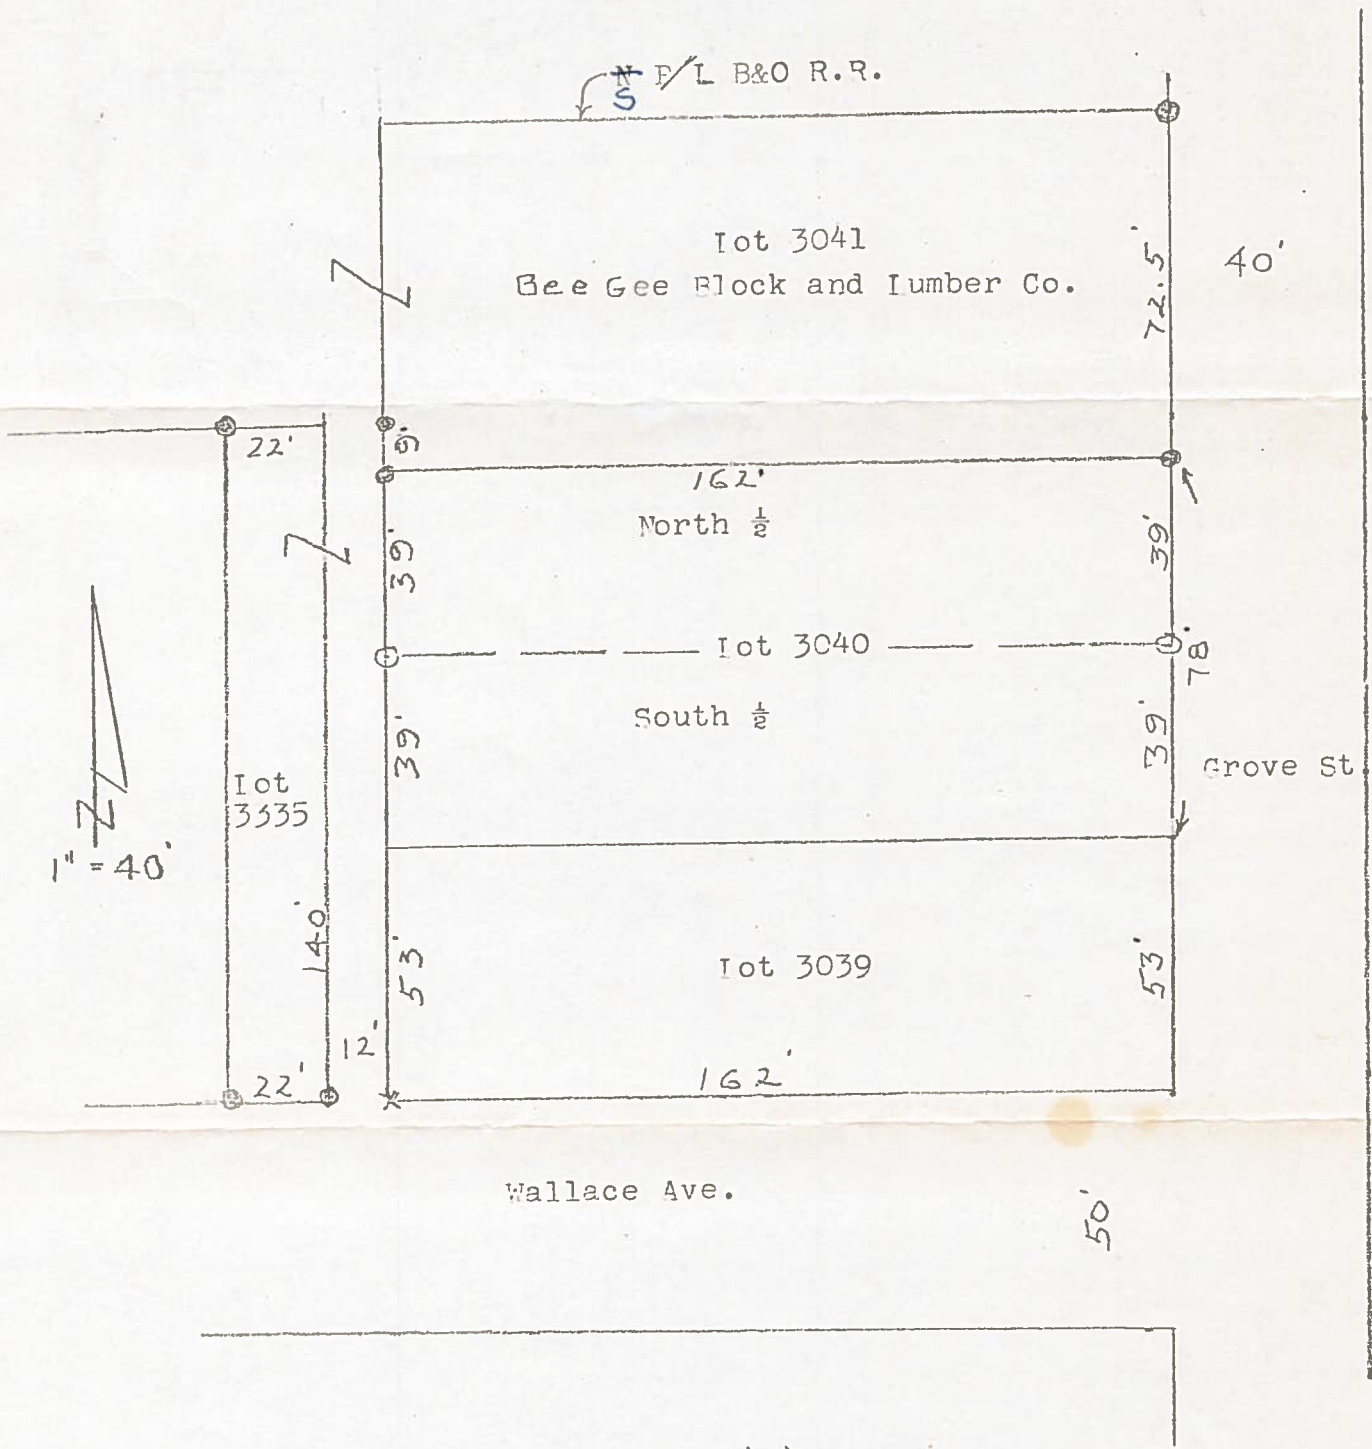 N P/L B&O R.R.
S
Lot 3041
Bee Gee Block and Lumber Co.
72.5'
40'
22'
9'
162'
North ½
39'
39'
Lot 3040
78'
South ½
39'
39'
Grove St
Lot
3335
1" = 40'
140'
53'
Lot 3039
53'
12'
22'
162'
Wallace Ave.
50'